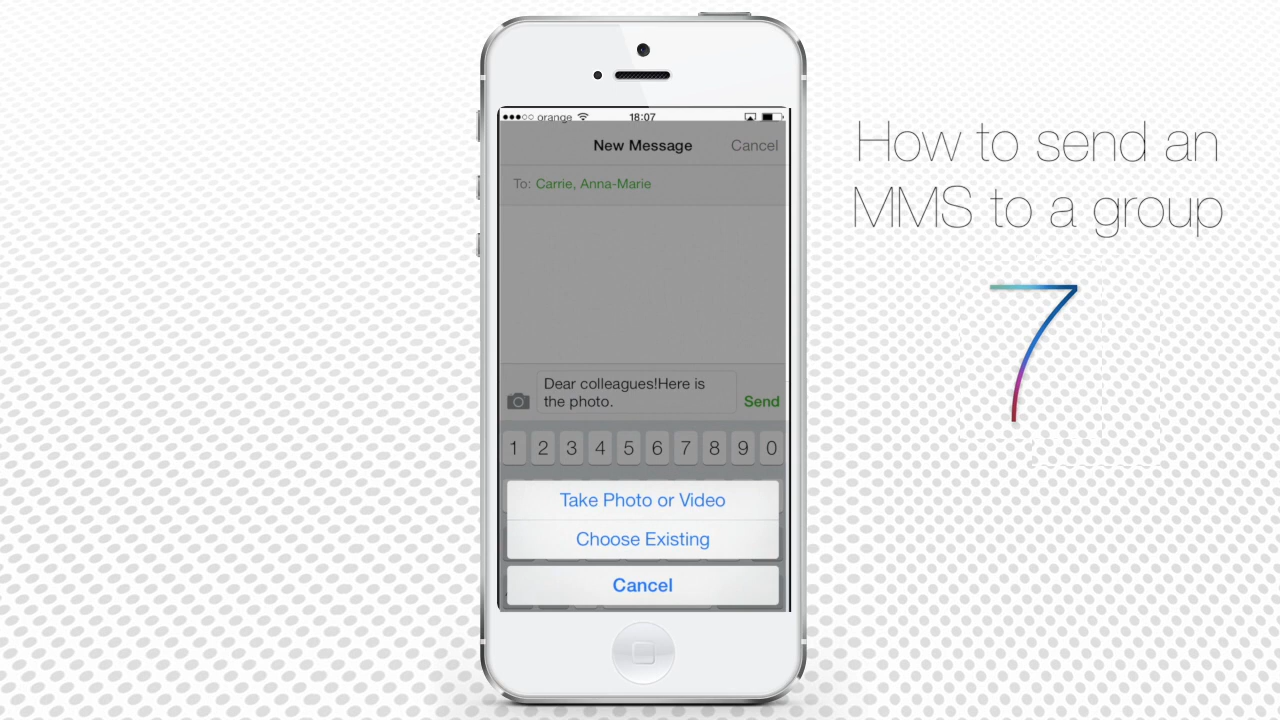 orange 18:07
New Message Cancel
To: Carrie, Anna-Marie
Dear colleagues!Here is
the photo.
Send
1 2 3 4 5 6 7 8 9 0
Take Photo or Video
Choose Existing
Cancel
How to send an
MMS to a group
7